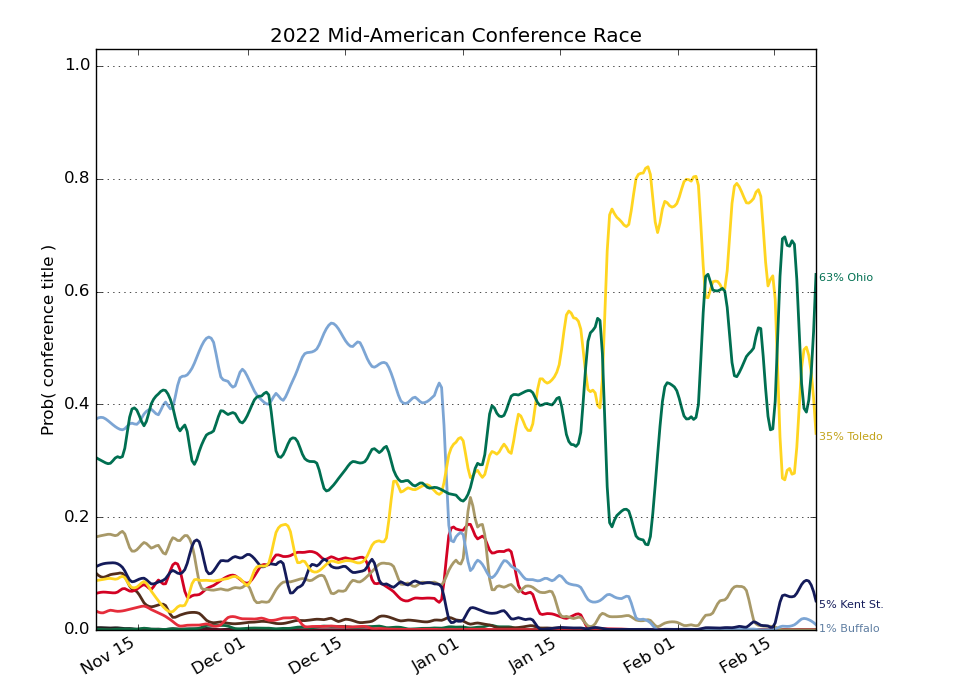 2022 Mid-American Conference Race
Prob( conference title )
1.0
0.8
0.6
0.4
0.2
0.0
63% Ohio
35% Toledo
5% Kent St.
1% Buffalo
Nov 15
Dec 01
Dec 15
Jan 01
Jan 15
Feb 01
Feb 15